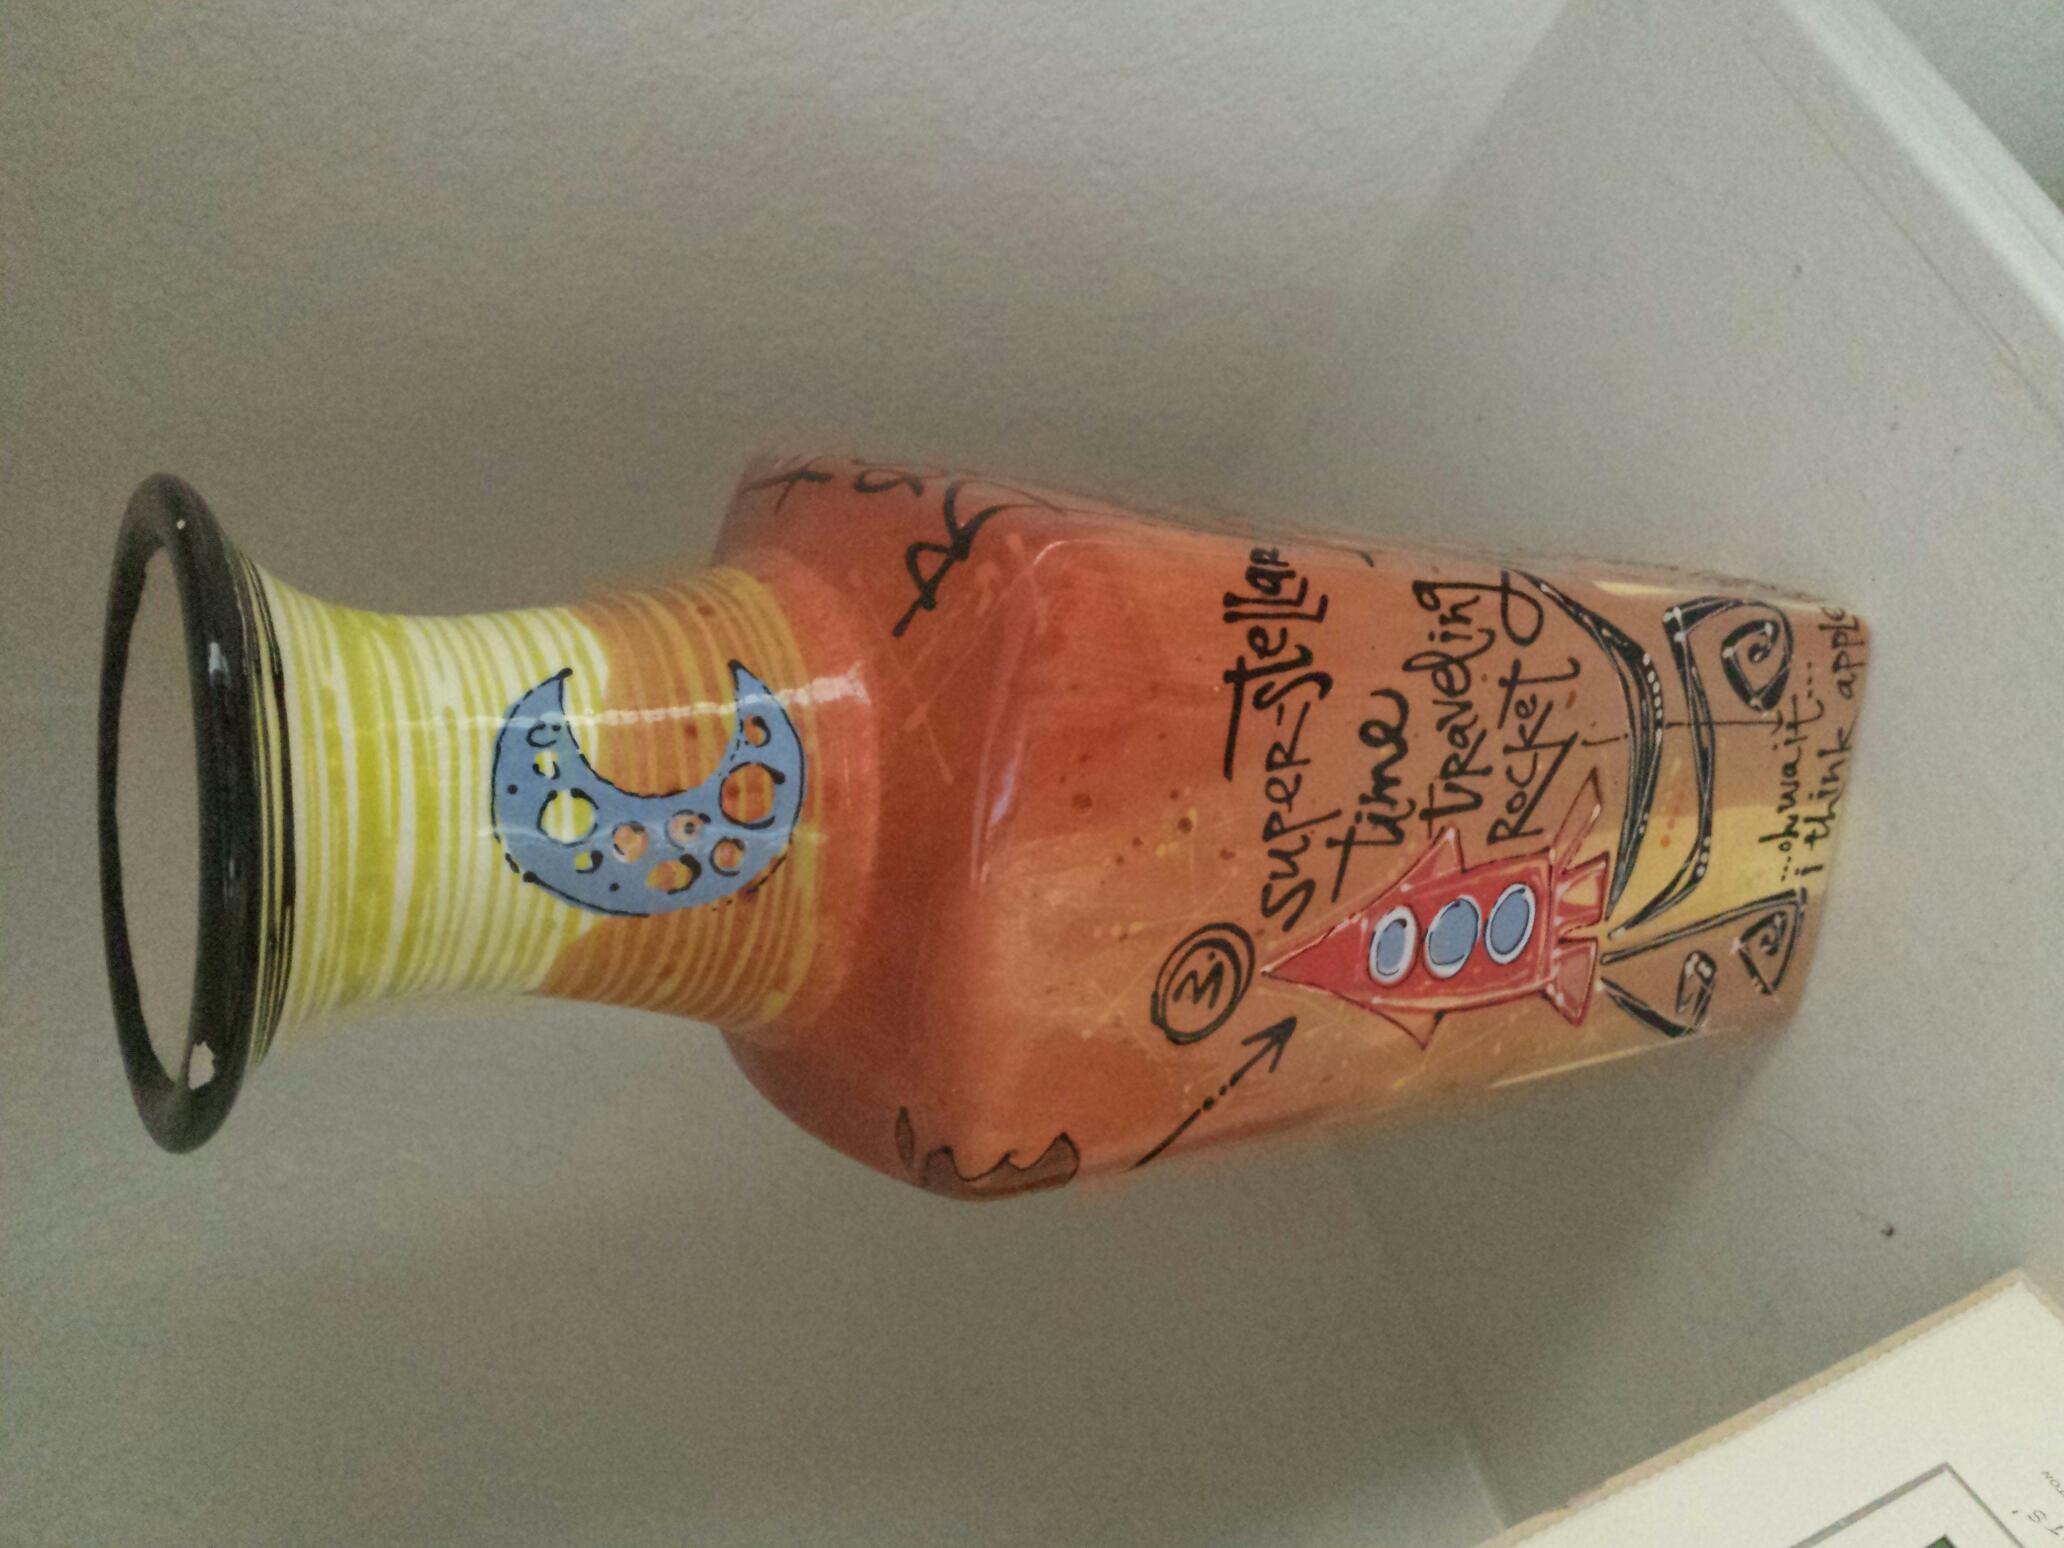 3.
super-stellar
time
traveling
rocket
...oh wait...
i think apple